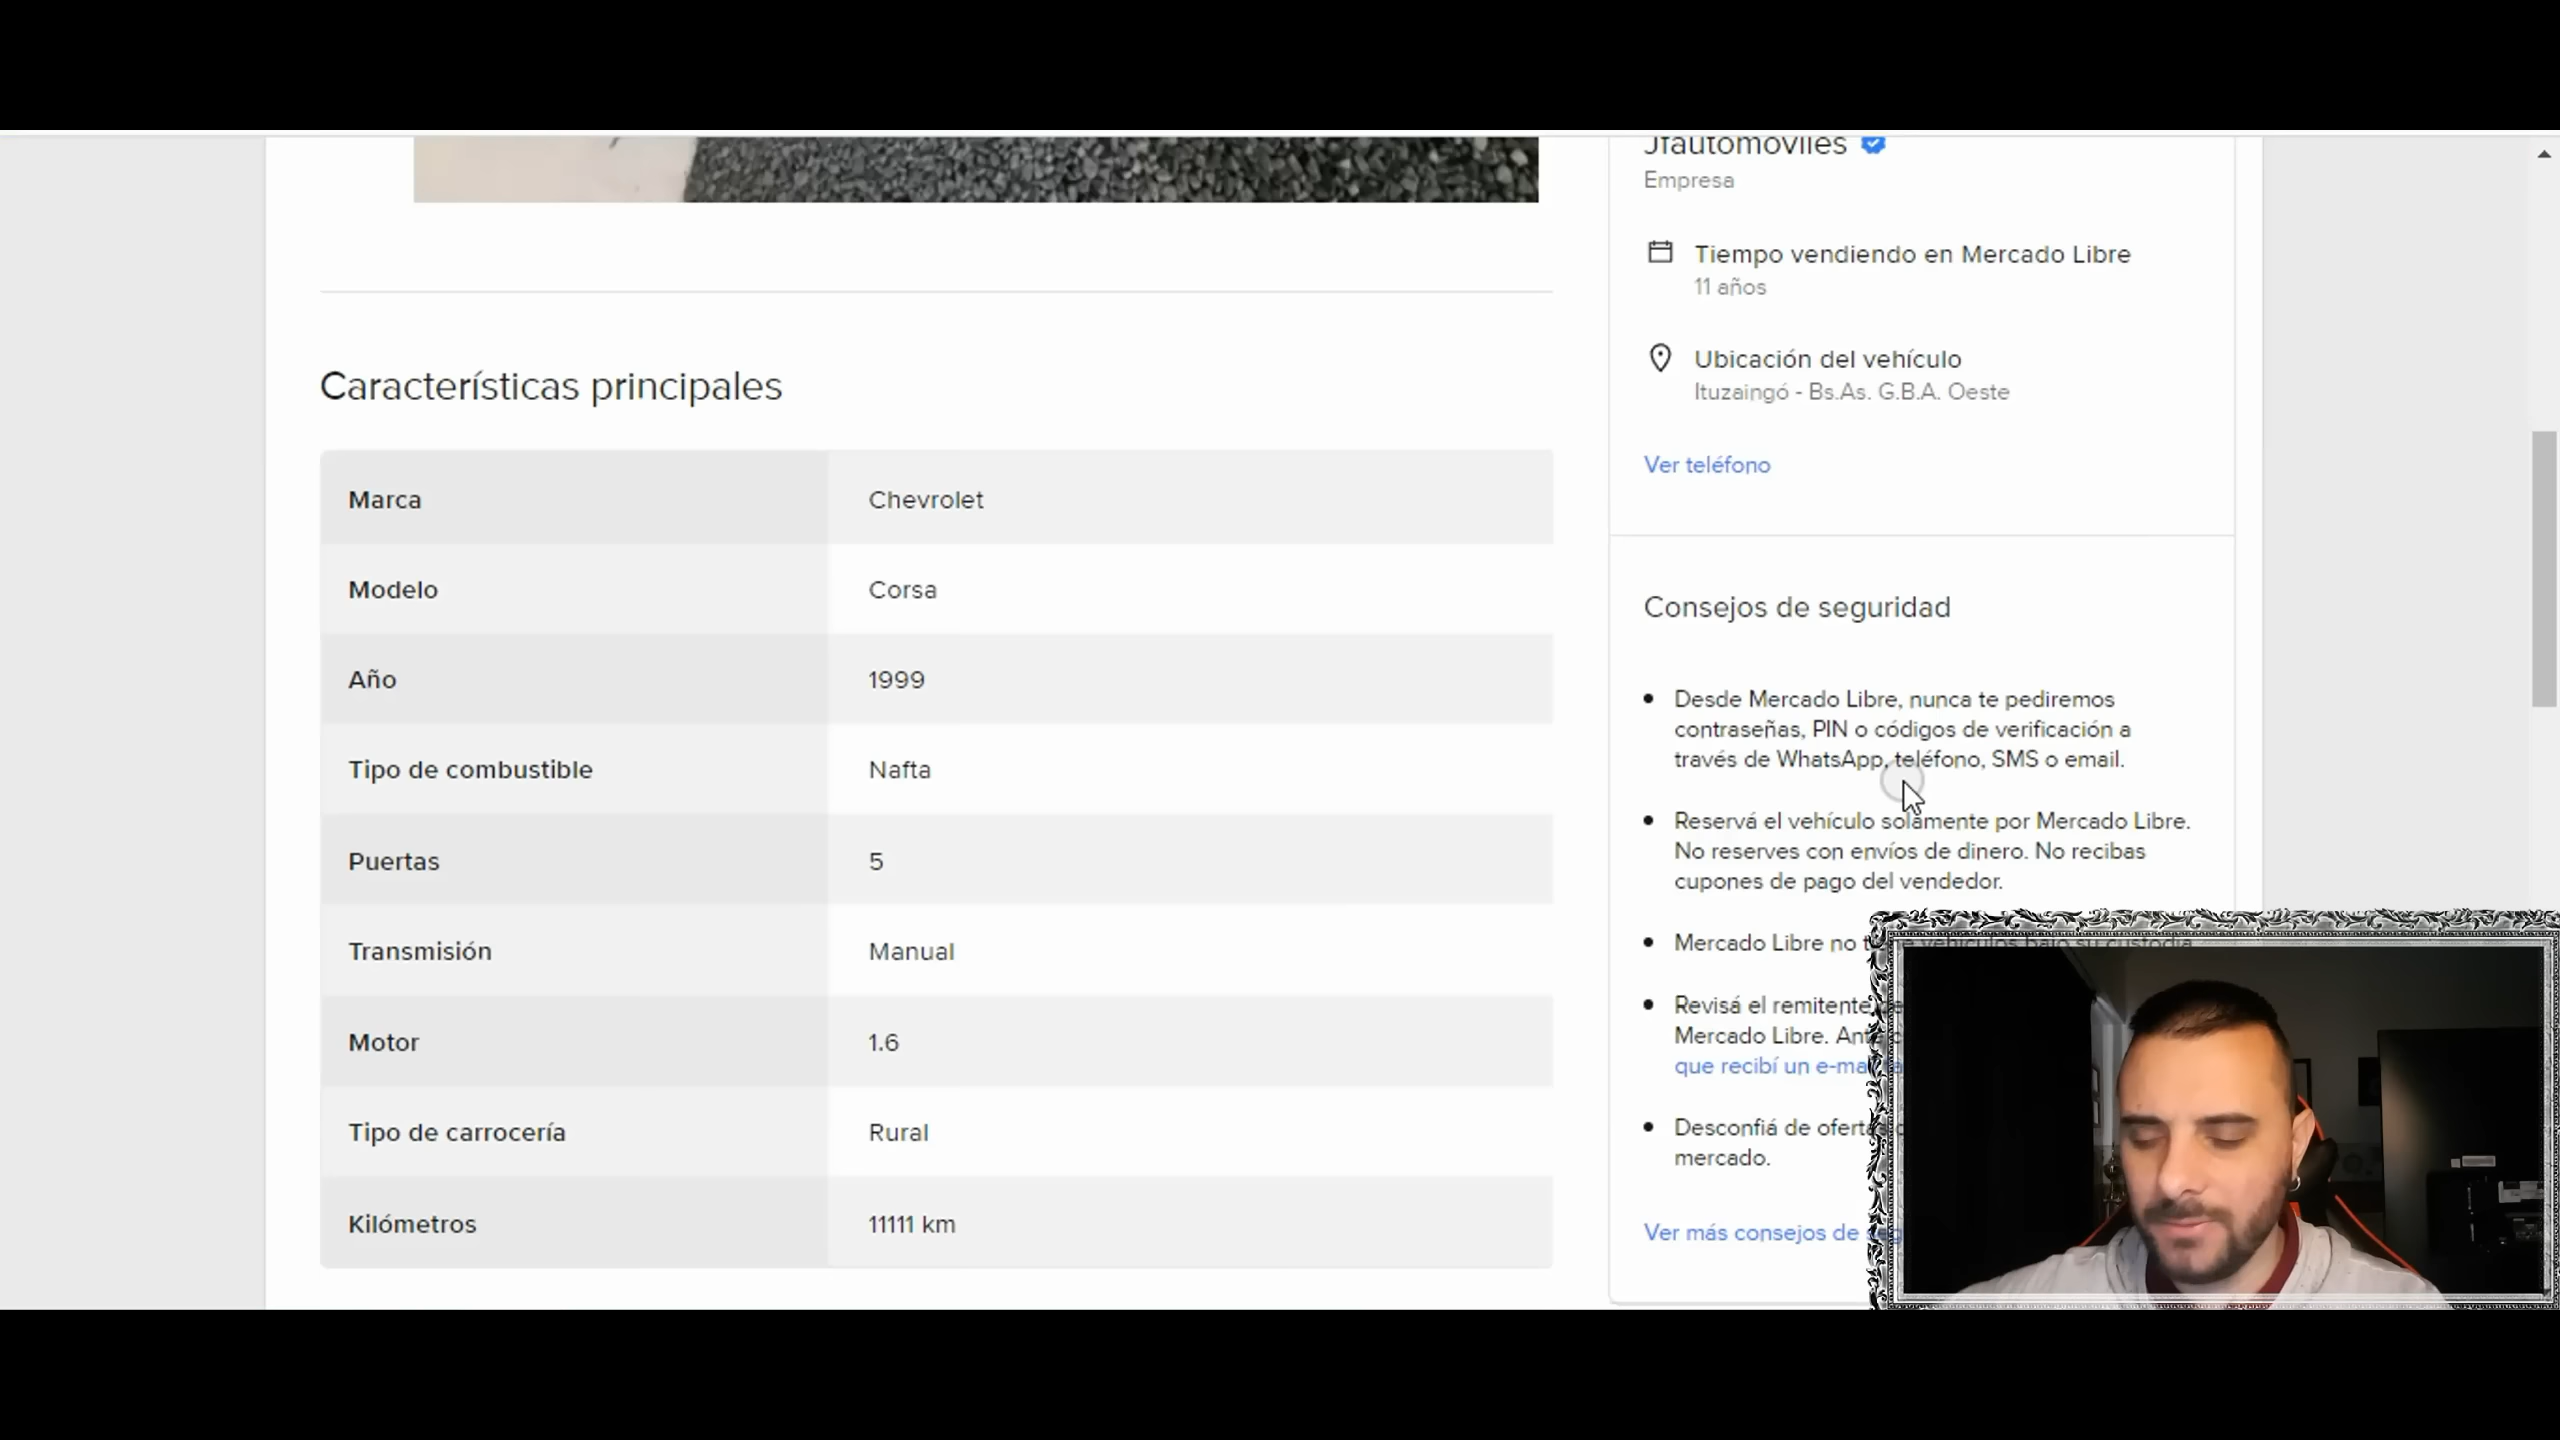 Jfautomoviles
Empresa
Tiempo vendiendo en Mercado Libre
11 años
Ubicación del vehículo
Ituzaingó - Bs.As. G.B.A. Oeste
Ver teléfono
Características principales
Marca Chevrolet
Modelo Corsa
Año 1999
Tipo de combustible Nafta
Puertas 5
Transmisión Manual
Motor 1.6
Tipo de carrocería Rural
Kilómetros 11111 km
Consejos de seguridad
• Desde Mercado Libre, nunca te pediremos
contraseñas, PIN o códigos de verificación a
través de WhatsApp, teléfono, SMS o email.
• Reservá el vehículo solamente por Mercado Libre.
No reserves con envíos de dinero. No recibas
cupones de pago del vendedor.
• Mercado Libre no vehículos bajo su custodia
• Revisá el remitente
Mercado Libre.
que recibí un
• Desconfiá de
mercado.
Ver más consejos de